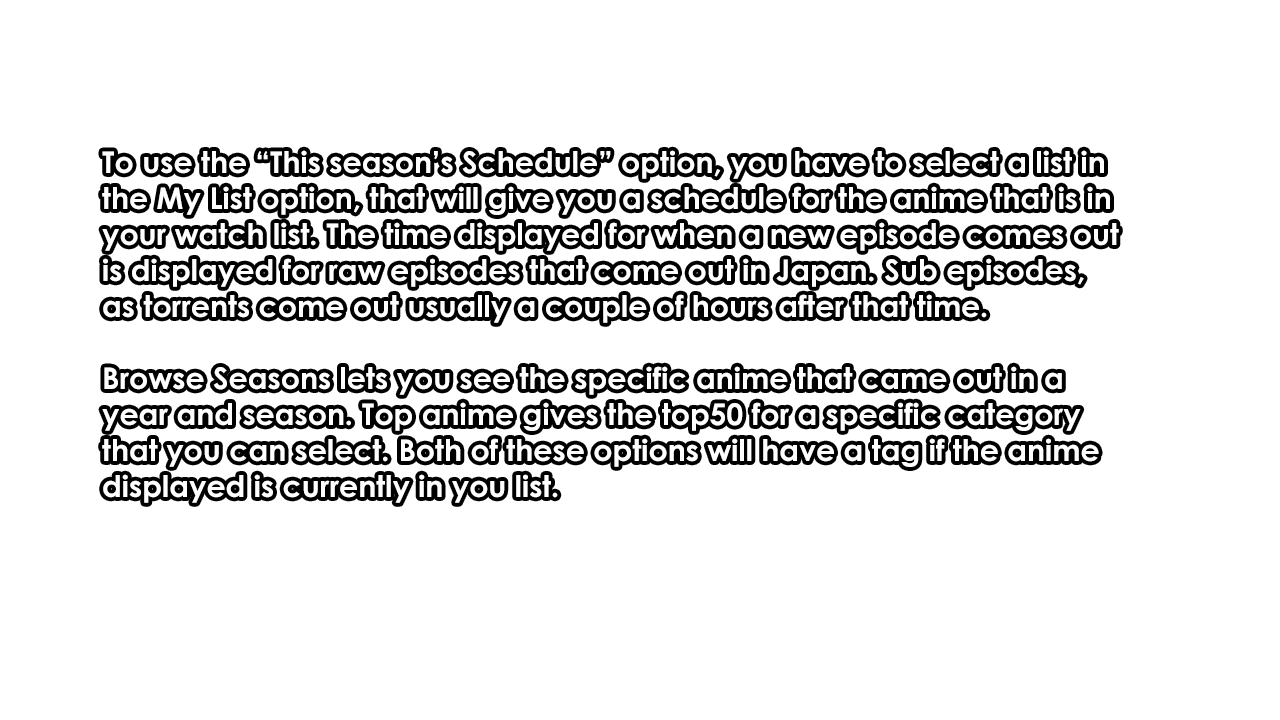 To use the “This season’s Schedule” option, you have to select a list in
the My List option, that will give you a schedule for the anime that is in
your watch list. The time displayed for when a new episode comes out
is displayed for raw episodes that come out in Japan. Sub episodes,
as torrents come out usually a couple of hours after that time.
Browse Seasons lets you see the specific anime that came out in a
year and season. Top anime gives the top50 for a specific category
that you can select. Both of these options will have a tag if the anime
displayed is currently in you list.